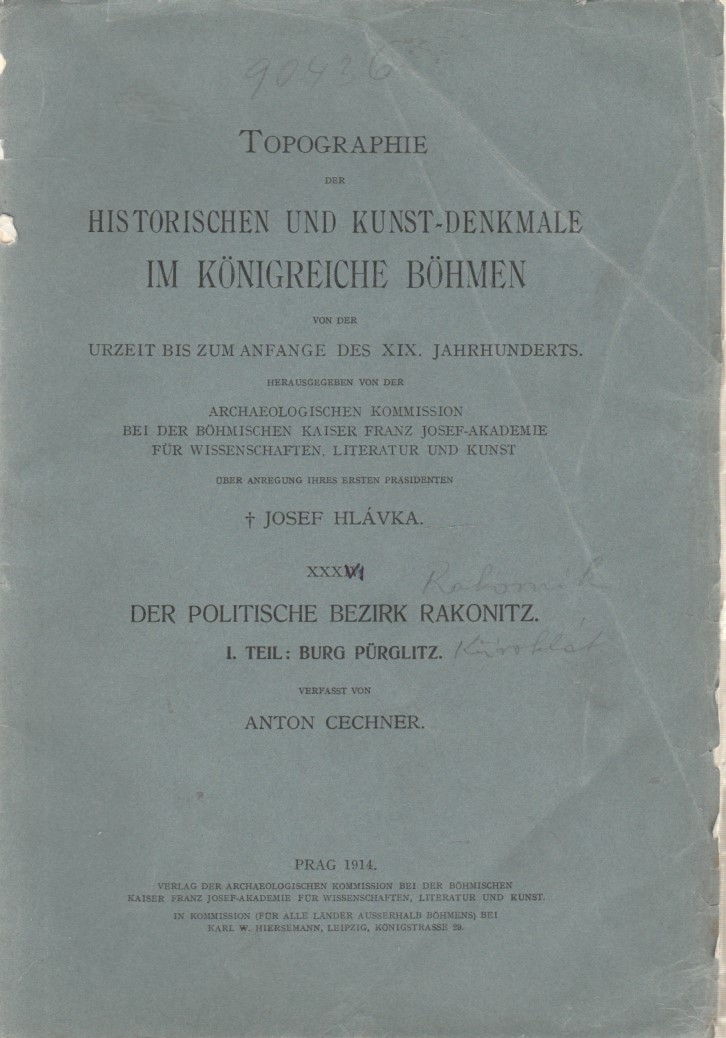 90436
TOPOGRAPHIE
DER
HISTORISCHEN UND KUNST-DENKMALE
IM KÖNIGREICHE BÖHMEN
VON DER
URZEIT BIS ZUM ANFANGE DES XIX. JAHRHUNDERTS.
HERAUSGEGEBEN VON DER
ARCHAEOLOGISCHEN KOMMISSION
BEI DER BÖHMISCHEN KAISER FRANZ JOSEF-AKADEMIE
FÜR WISSENSCHAFTEN, LITERATUR UND KUNST
ÜBER ANREGUNG IHRES ERSTEN PRÄSIDENTEN
† JOSEF HLÁVKA.
XXXVI
Rakovník
DER POLITISCHE BEZIRK RAKONITZ.
I. TEIL: BURG PÜRGLITZ. Křivoklát
VERFASST VON
ANTON CECHNER.
PRAG 1914.
VERLAG DER ARCHAEOLOGISCHEN KOMMISSION BEI DER BÖHMISCHEN
KAISER FRANZ JOSEF-AKADEMIE FÜR WISSENSCHAFTEN, LITERATUR UND KUNST.
IN KOMMISSION (FÜR ALLE LÄNDER AUSSERHALB BÖHMENS) BEI
KARL W. HIERSEMANN, LEIPZIG, KÖNIGSTRASSE 29.